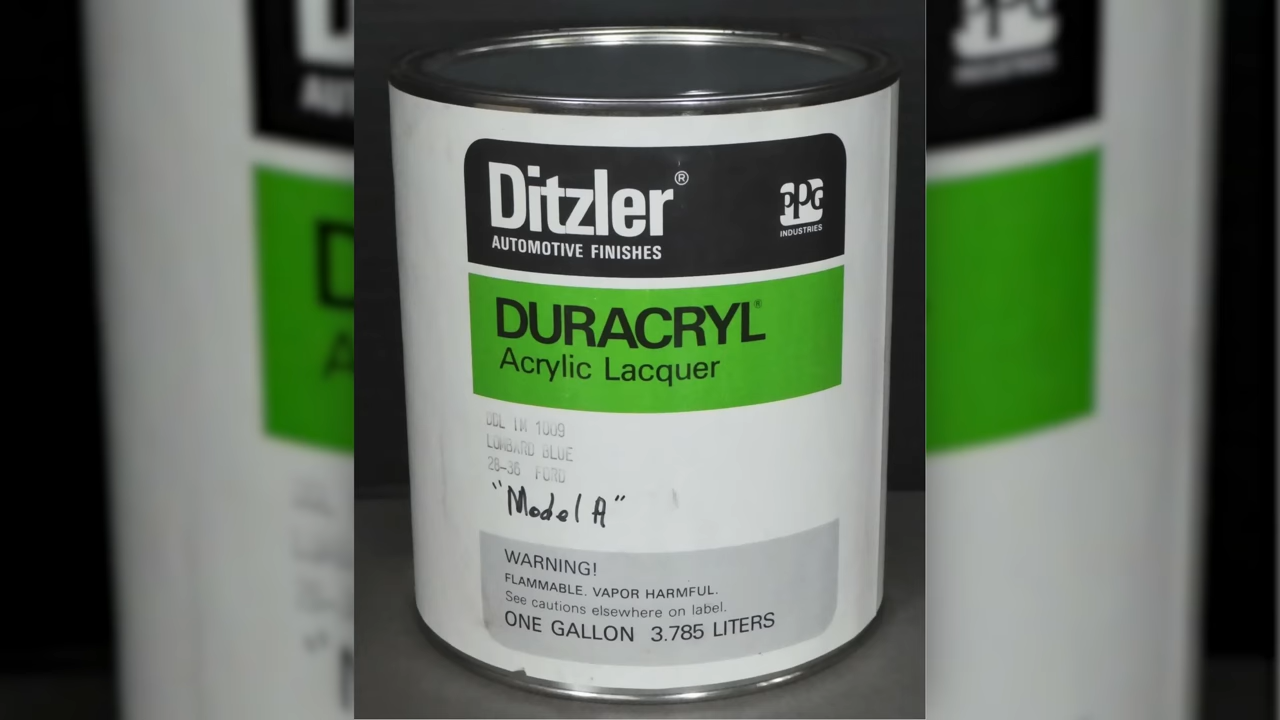 Ditzler®
AUTOMOTIVE FINISHES
PPG
INDUSTRIES
DURACRYL®
Acrylic Lacquer
DDL IM 1009
LOMBARD BLUE
28-36 FORD
"Model A"
WARNING!
FLAMMABLE. VAPOR HARMFUL.
See cautions elsewhere on label.
ONE GALLON 3.785 LITERS